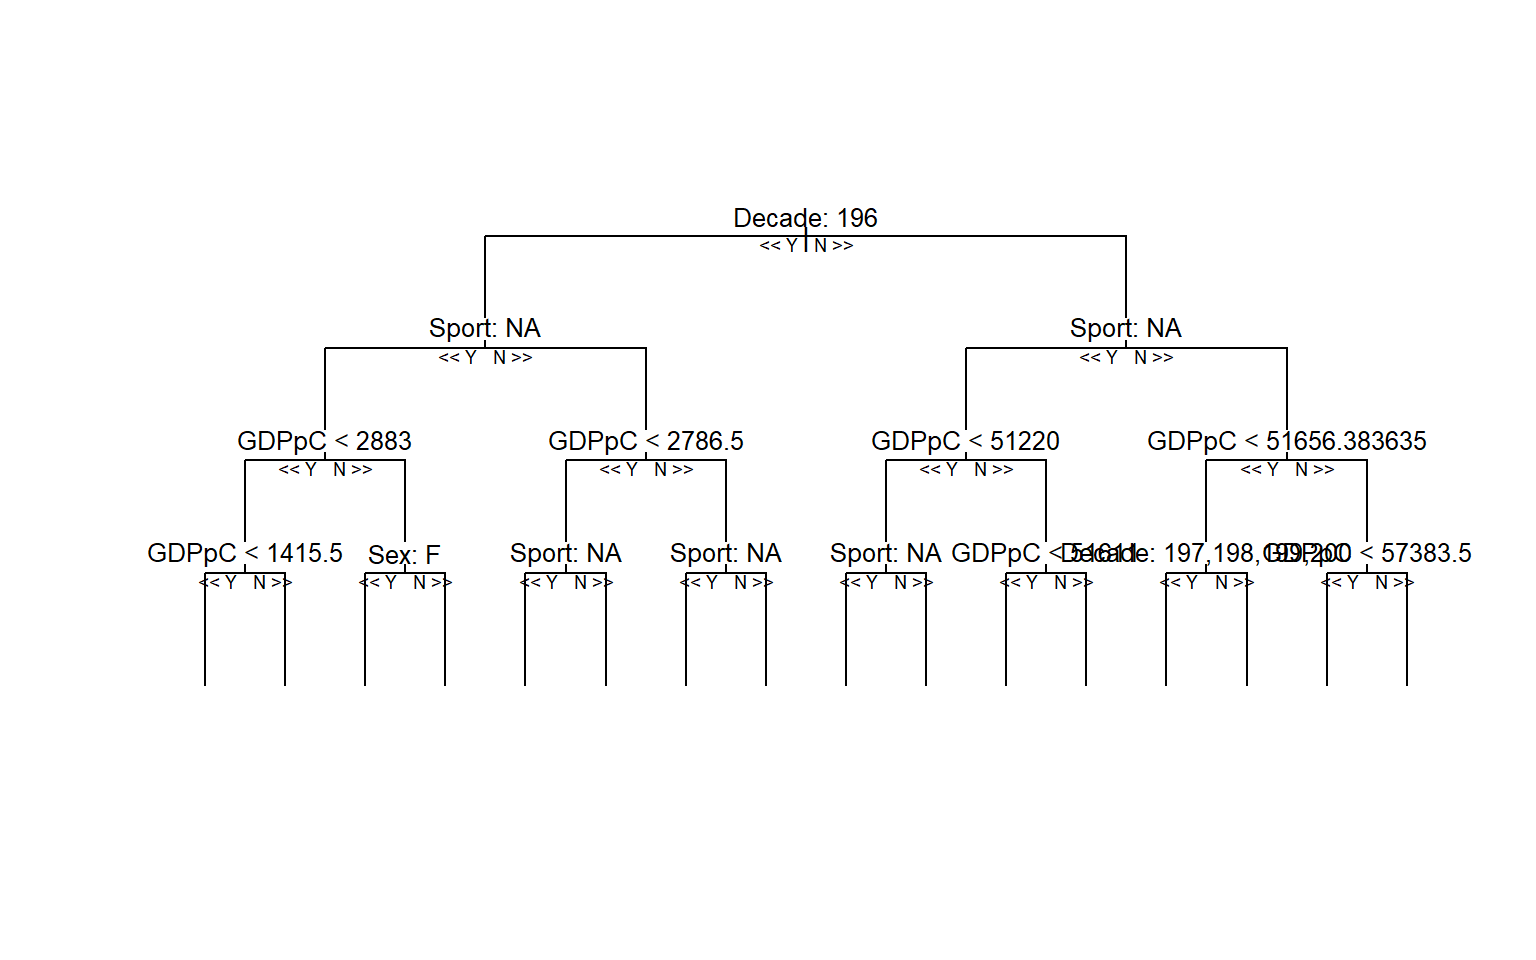 Decade: 196
<< Y N >>
Sport: NA
Sport: NA
<< Y N >>
<< Y N >>
GDPpC < 2883
GDPpC < 2786.5
GDPpC < 51220
GDPpC < 51656.383635
<< Y N >>
<< Y N >>
<< Y N >>
<< Y N >>
GDPpC < 1415.5
Sex: F
Sport: NA
Sport: NA
Sport: NA
GDPpC < 51611
Decade: 197,198,199,200
GDPpC < 57383.5
<< Y N >>
<< Y N >>
<< Y N >>
<< Y N >>
<< Y N >>
<< Y N >>
<< Y N >>
<< Y N >>